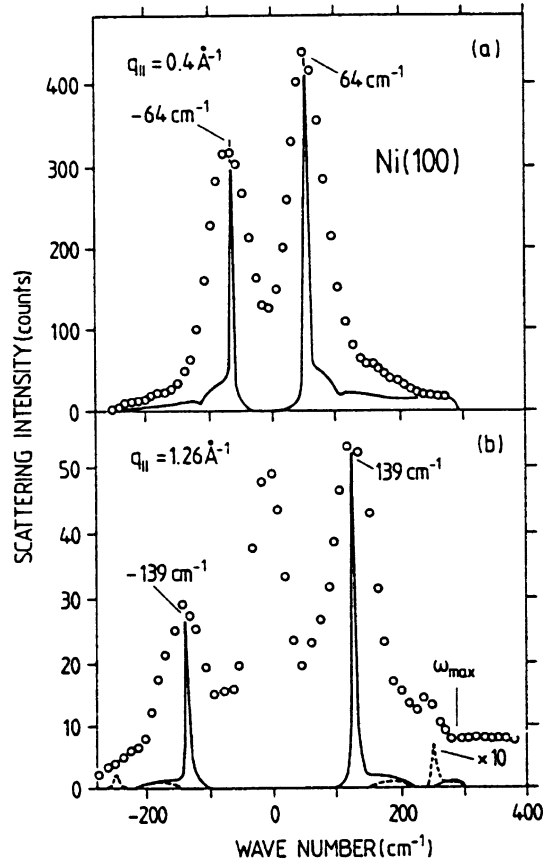 (a)
q|| = 0.4 Å⁻¹
-64 cm⁻¹
64 cm⁻¹
Ni(100)
400
300
200
100
0
SCATTERING INTENSITY (counts)
(b)
q|| = 1.26 Å⁻¹
139 cm⁻¹
-139 cm⁻¹
ωmax
×10
50
40
30
20
10
0
-200
0
200
400
WAVE NUMBER (cm⁻¹)